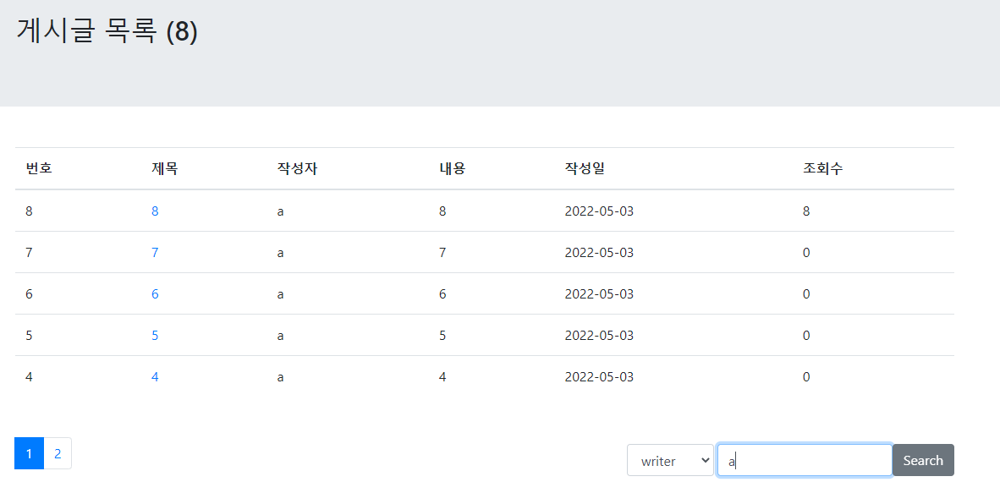 게시글 목록 (8)
번호 제목 작성자 내용 작성일 조회수
8 8 a 8 2022-05-03 8
7 7 a 7 2022-05-03 0
6 6 a 6 2022-05-03 0
5 5 a 5 2022-05-03 0
4 4 a 4 2022-05-03 0
1 2 writer a Search